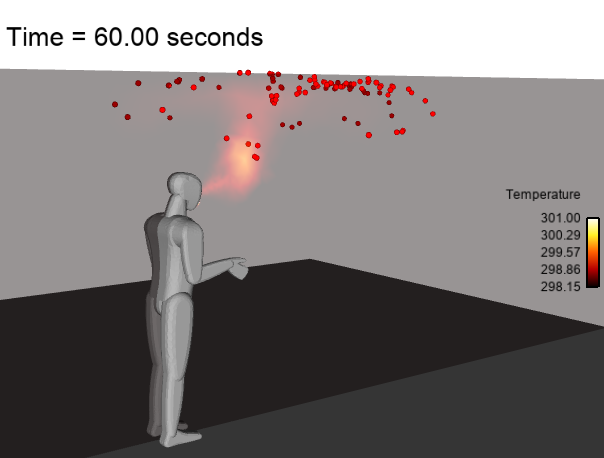 Time = 60.00 seconds
Temperature
301.00
300.29
299.57
298.86
298.15